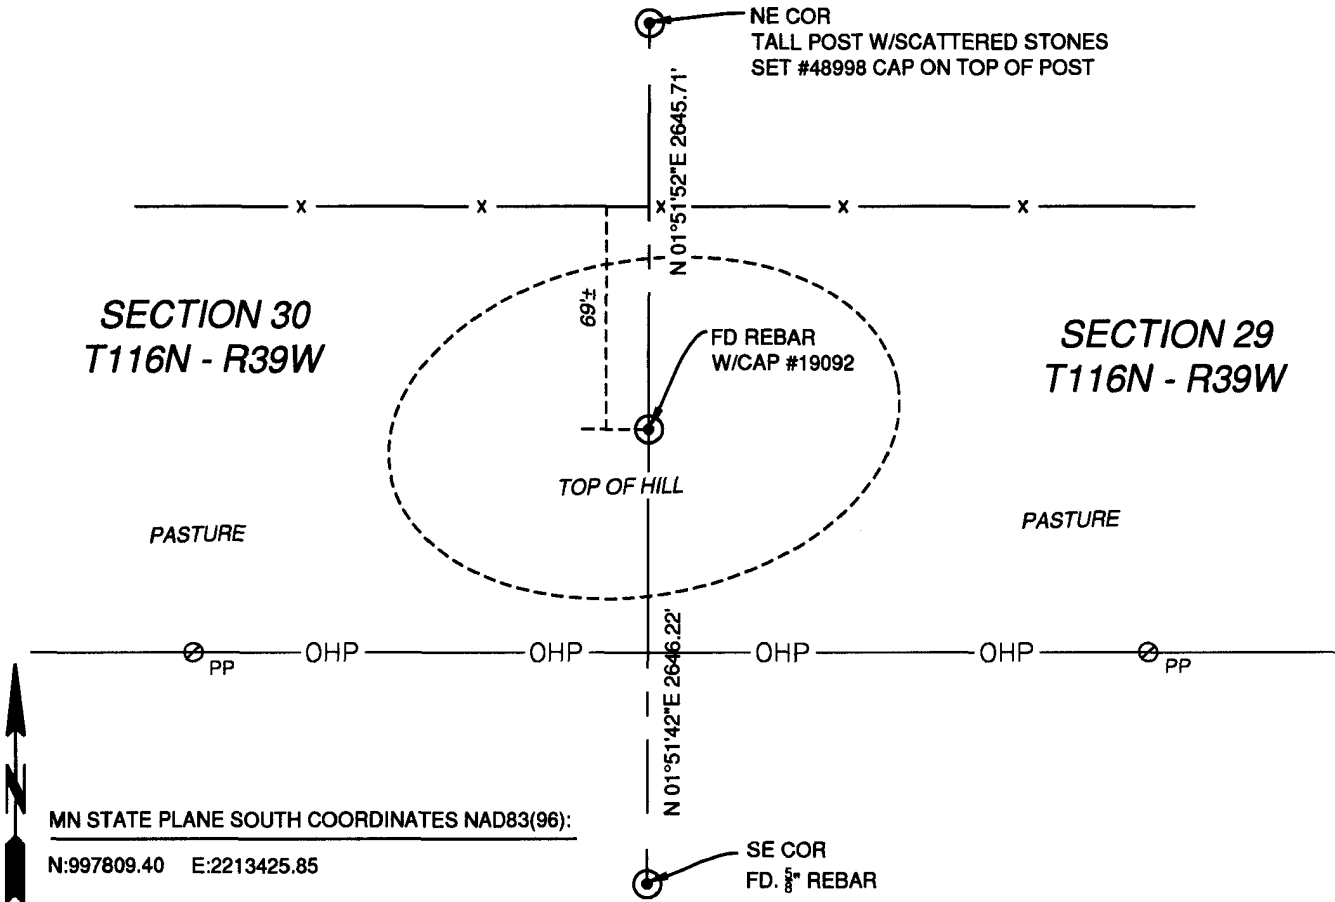 NE COR
TALL POST W/SCATTERED STONES
SET #48998 CAP ON TOP OF POST
N 01°51'52"E 2645.71'
x x x x x
69'±
SECTION 30
T116N - R39W
FD REBAR
W/CAP #19092
SECTION 29
T116N - R39W
TOP OF HILL
PASTURE
PASTURE
PP OHP OHP OHP OHP PP
N 01°51'42"E 2646.22'
N
MN STATE PLANE SOUTH COORDINATES NAD83(96):
N:997809.40 E:2213425.85
SE COR
FD. 5/8" REBAR